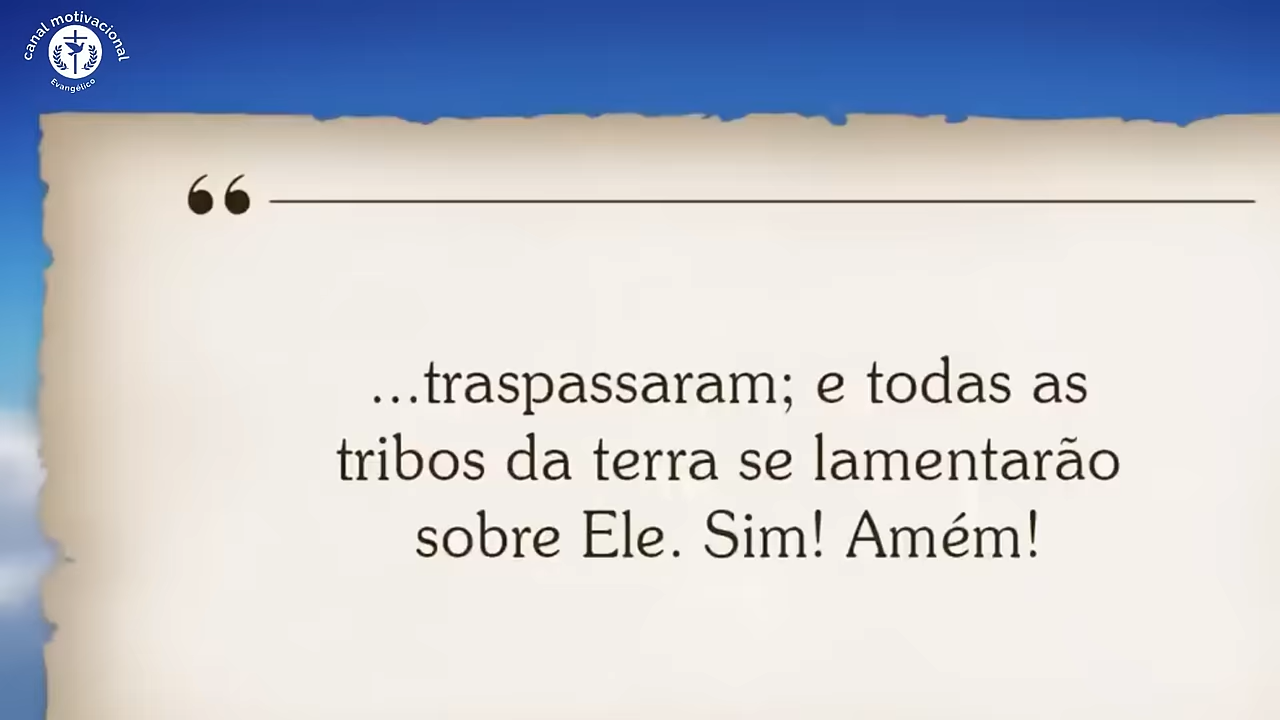 canal motivacional
Evangélico
“
…traspassaram; e todas as
tribos da terra se lamentarão
sobre Ele. Sim! Amém!